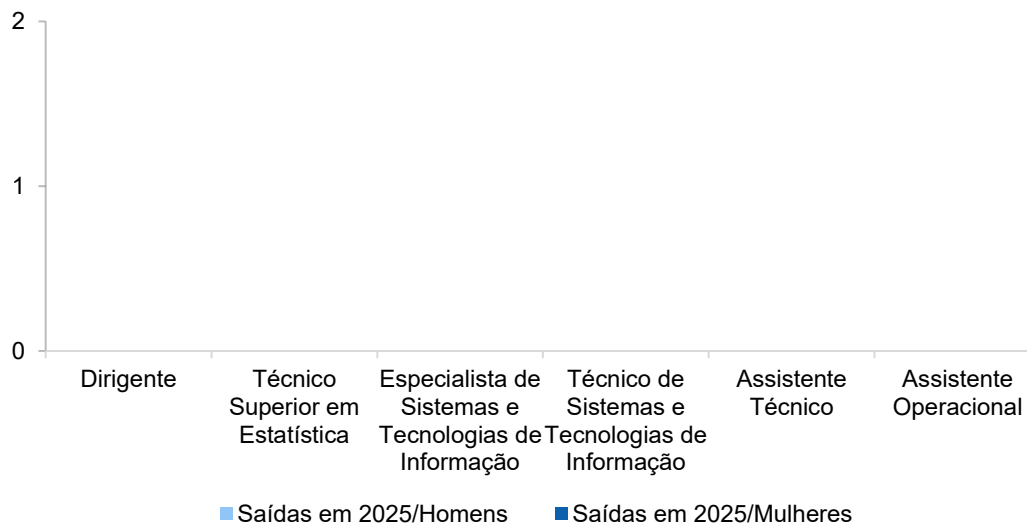 2
1
0
Dirigente
Técnico
Superior em
Estatística
Especialista de
Sistemas e
Tecnologias de
Informação
Técnico de
Sistemas e
Tecnologias de
Informação
Assistente
Técnico
Assistente
Operacional
Saídas em 2025/Homens
Saídas em 2025/Mulheres